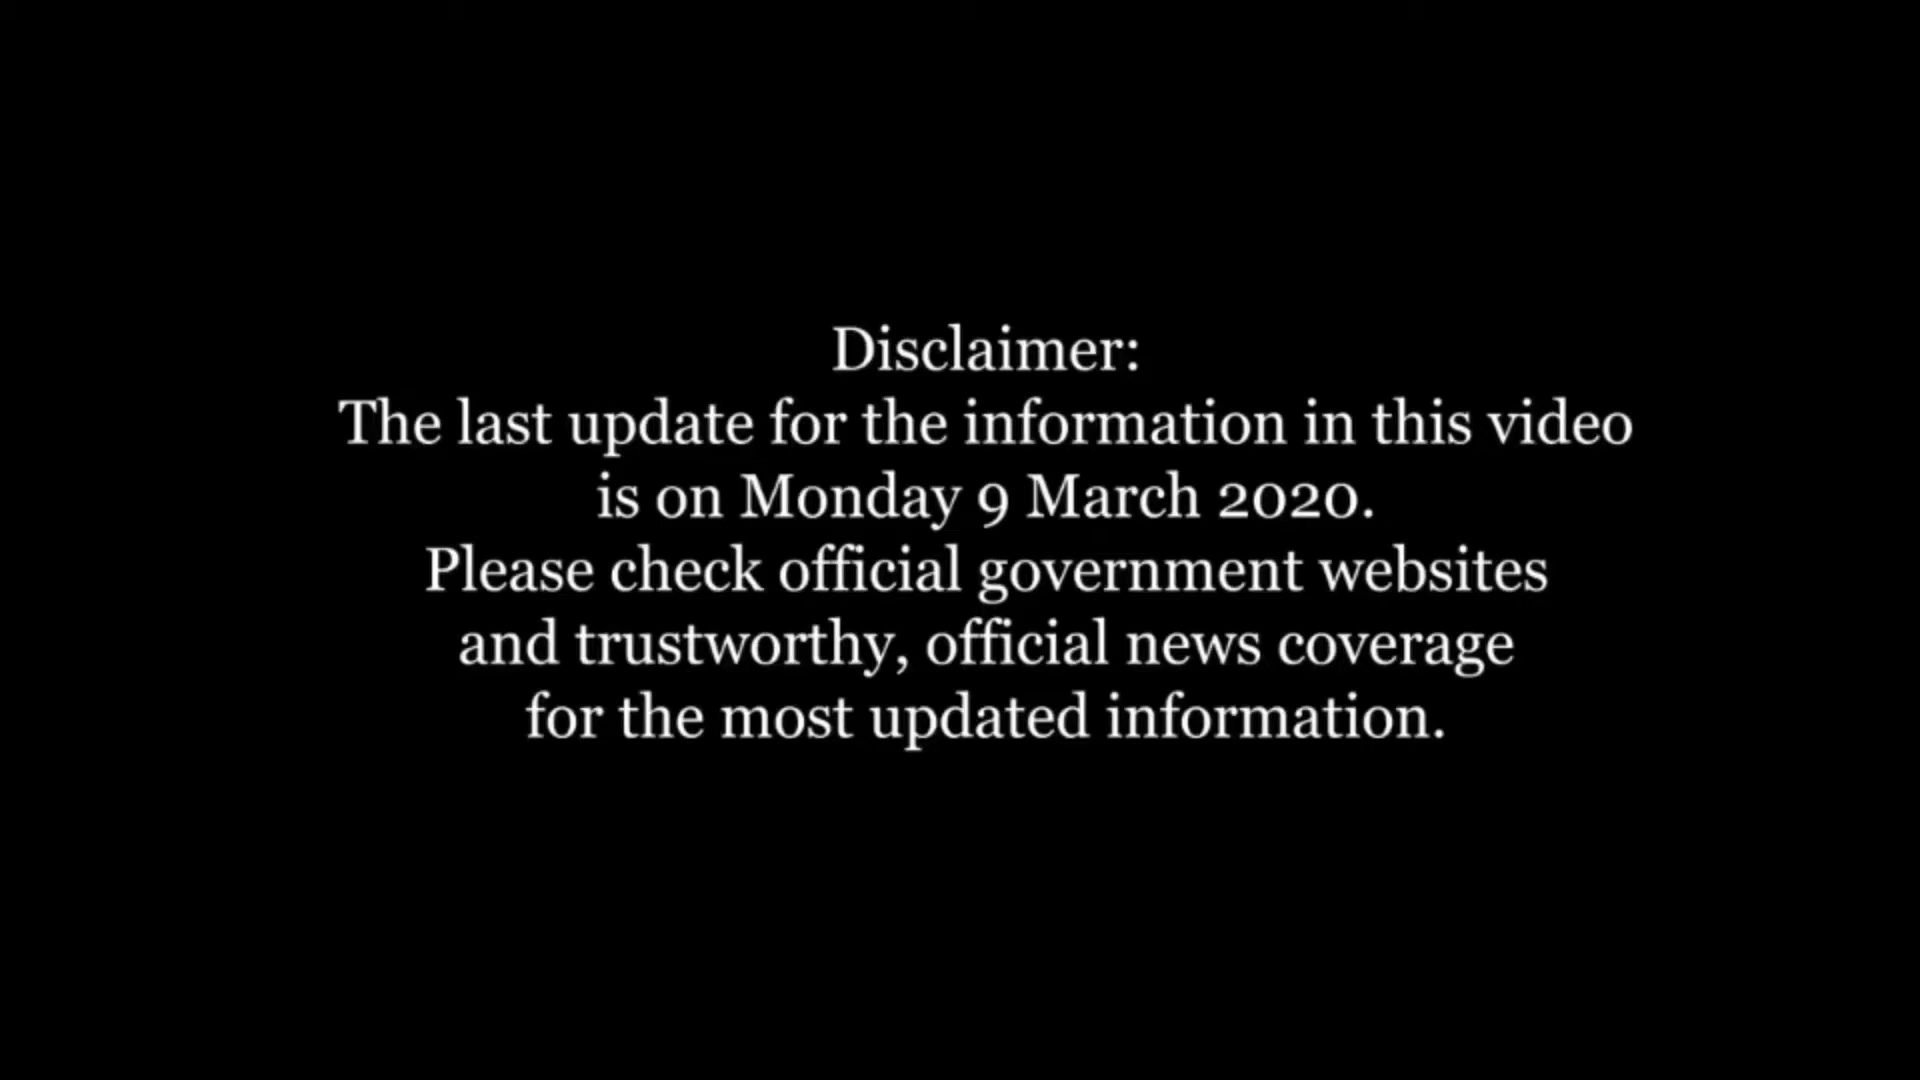 Disclaimer:
The last update for the information in this video
is on Monday 9 March 2020.
Please check official government websites
and trustworthy, official news coverage
for the most updated information.